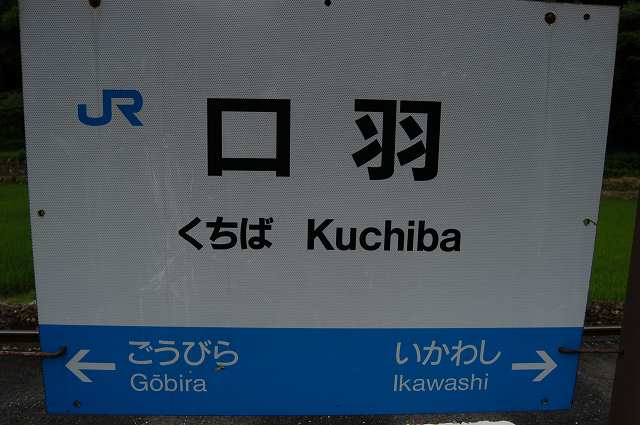 JR
口羽
くちば Kuchiba
← ごうびら いかわし →
Gōbira Ikawashi